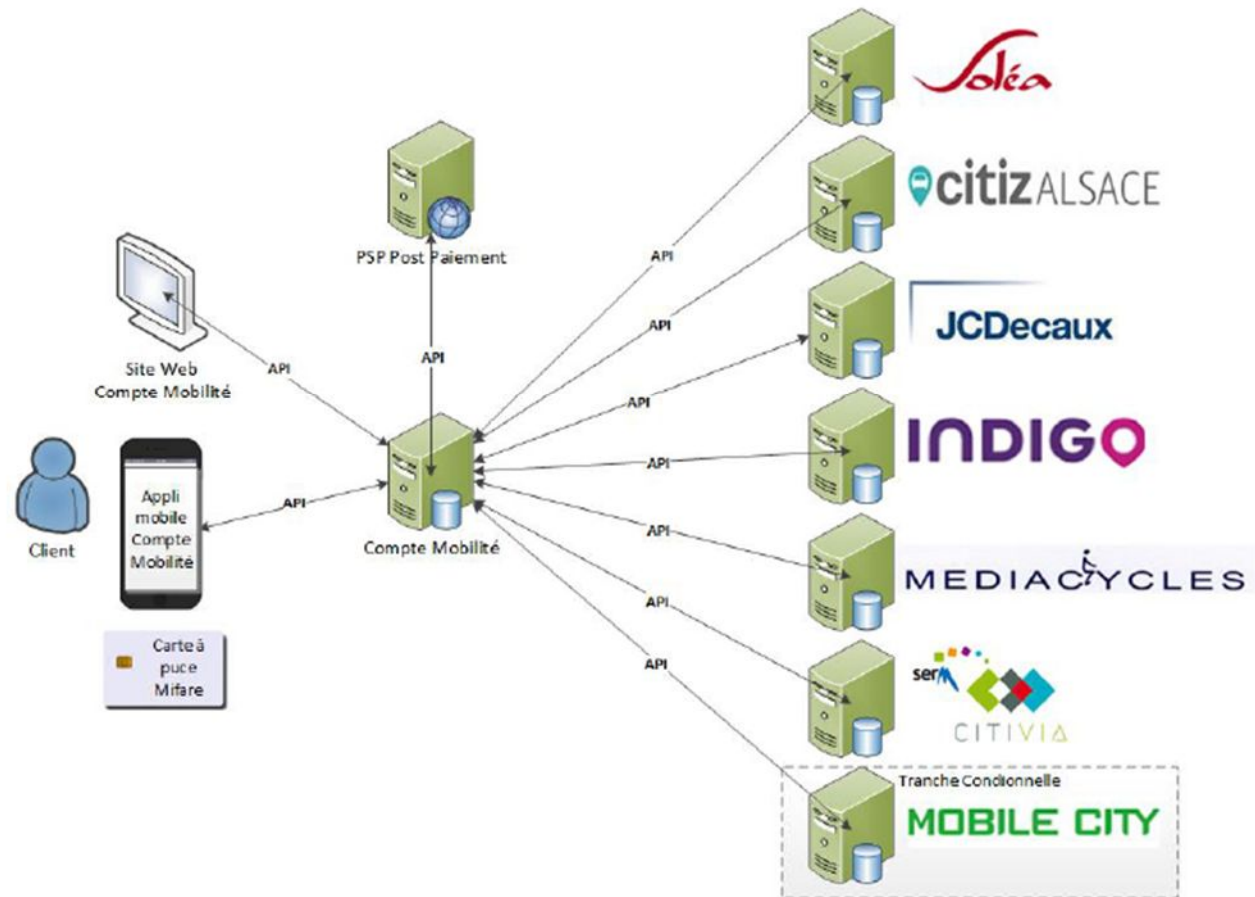 Soléa
citiz ALSACE
PSP Post Paiement
API
API
JCDecaux
Site Web
Compte Mobilité
API
API
API
INDIGO
API
Appli
mobile
Compte
Mobilité
API
Client
Compte Mobilité
API
MEDIACYCLES
API
Carte à
puce
Mifare
API
serm
CITIVIA
Tranche Condionnelle
MOBILE CITY